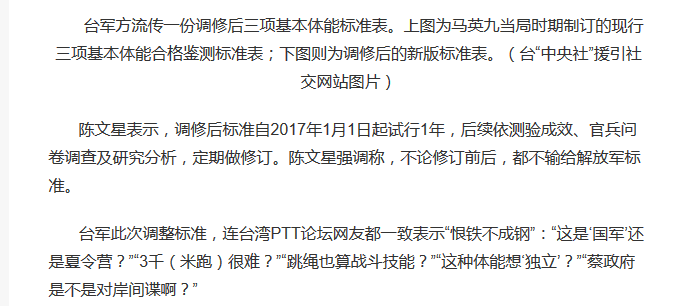 台军方流传一份调修后三项基本体能标准表。上图为马英九当局时期制订的现行
三项基本体能合格鉴测标准表；下图则为调修后的新版标准表。（台“中央社”援引社
交网站图片）
陈文星表示，调修后标准自2017年1月1日起试行1年，后续依测验成效、官兵问
卷调查及研究分析，定期做修订。陈文星强调称，不论修订前后，都不输给解放军标
准。
台军此次调整标准，连台湾PTT论坛网友都一致表示“恨铁不成钢”：“这是‘国军’还
是夏令营？”“3千（米跑）很难？”“跳绳也算战斗技能？”“这种体能想‘独立’？”“蔡政府
是不是对岸间谍啊？”